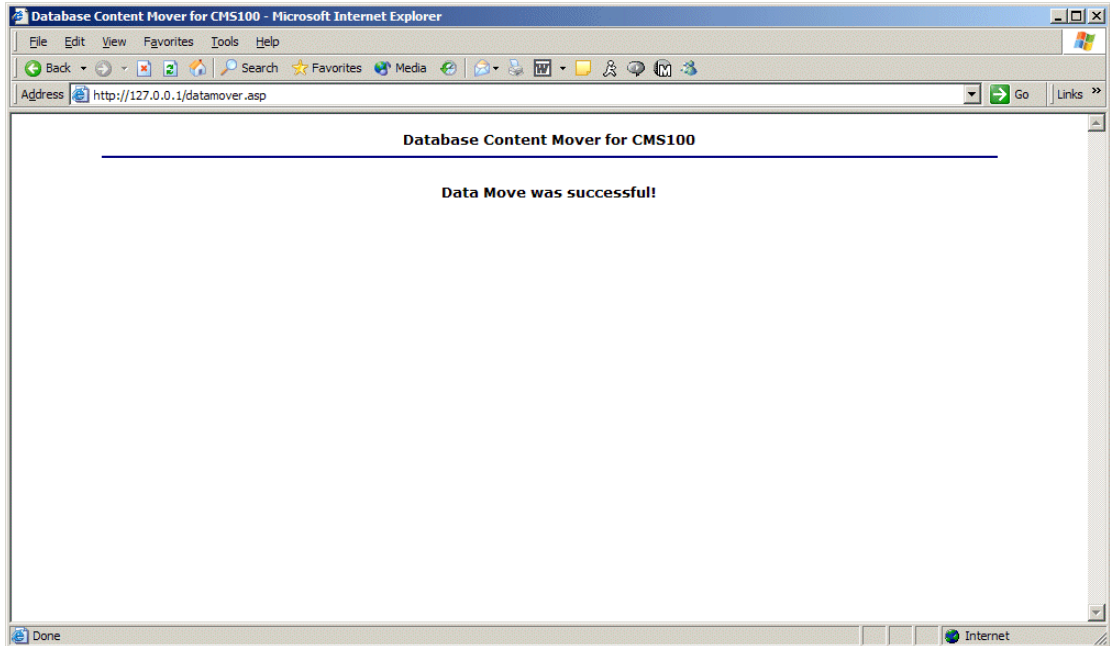 Database Content Mover for CMS100 - Microsoft Internet Explorer
File Edit View Favorites Tools Help
Back Search Favorites Media
Address http://127.0.0.1/datamover.asp Go Links »
Database Content Mover for CMS100
Data Move was successful!
Done Internet